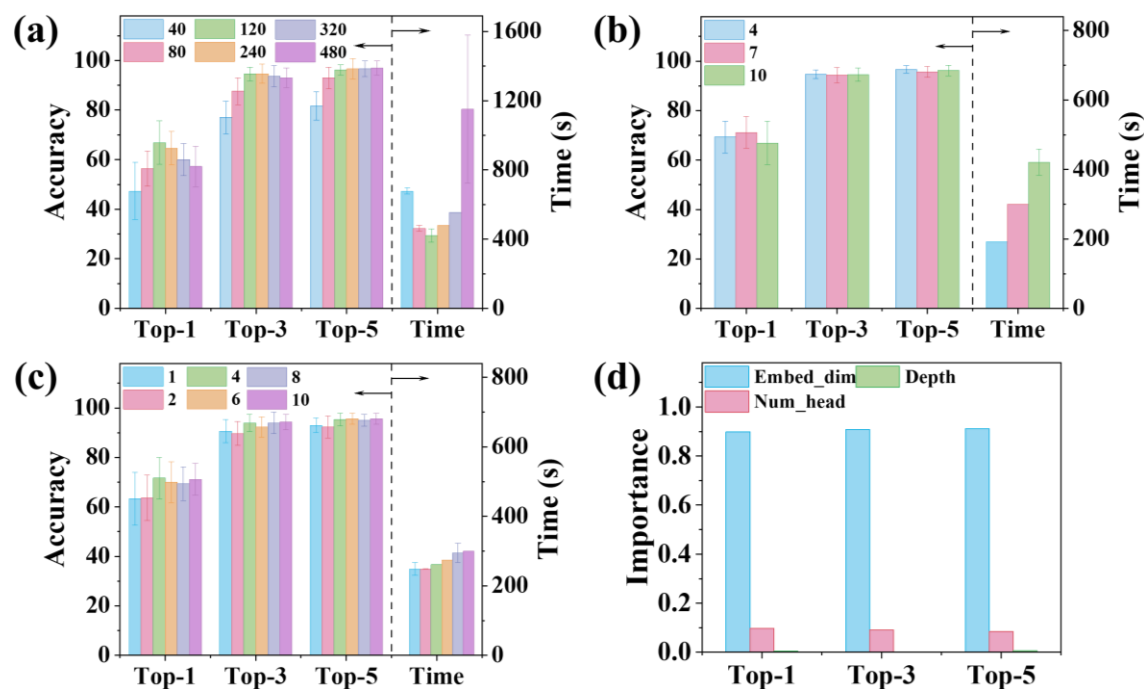 (a)
40 120 320
80 240 480
100
80
60
40
20
0
Accuracy
Top-1 Top-3 Top-5 Time
1600
1200
800
400
0
Time (s)
(b)
4
7
10
100
80
60
40
20
0
Accuracy
Top-1 Top-3 Top-5 Time
800
600
400
200
0
Time (s)
(c)
1 4 8
2 6 10
100
80
60
40
20
0
Accuracy
Top-1 Top-3 Top-5 Time
800
600
400
200
0
Time (s)
(d)
Embed_dim Depth
Num_head
1.0
0.8
0.6
0.4
0.2
0.0
Importance
Top-1 Top-3 Top-5